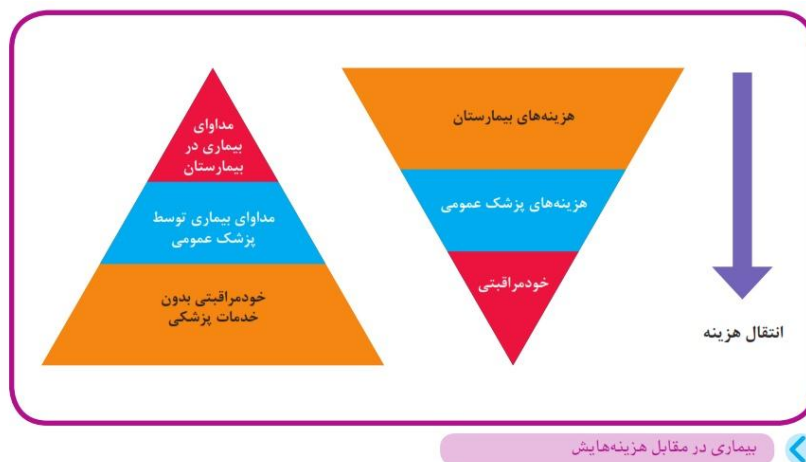 هزینه‌های بیمارستان
هزینه‌های پزشک عمومی
خودمراقبتی
مداوای
بیماری در
بیمارستان
مداوای بیماری توسط
پزشک عمومی
خودمراقبتی بدون
خدمات پزشکی
انتقال هزینه
بیماری در مقابل هزینه‌هایش